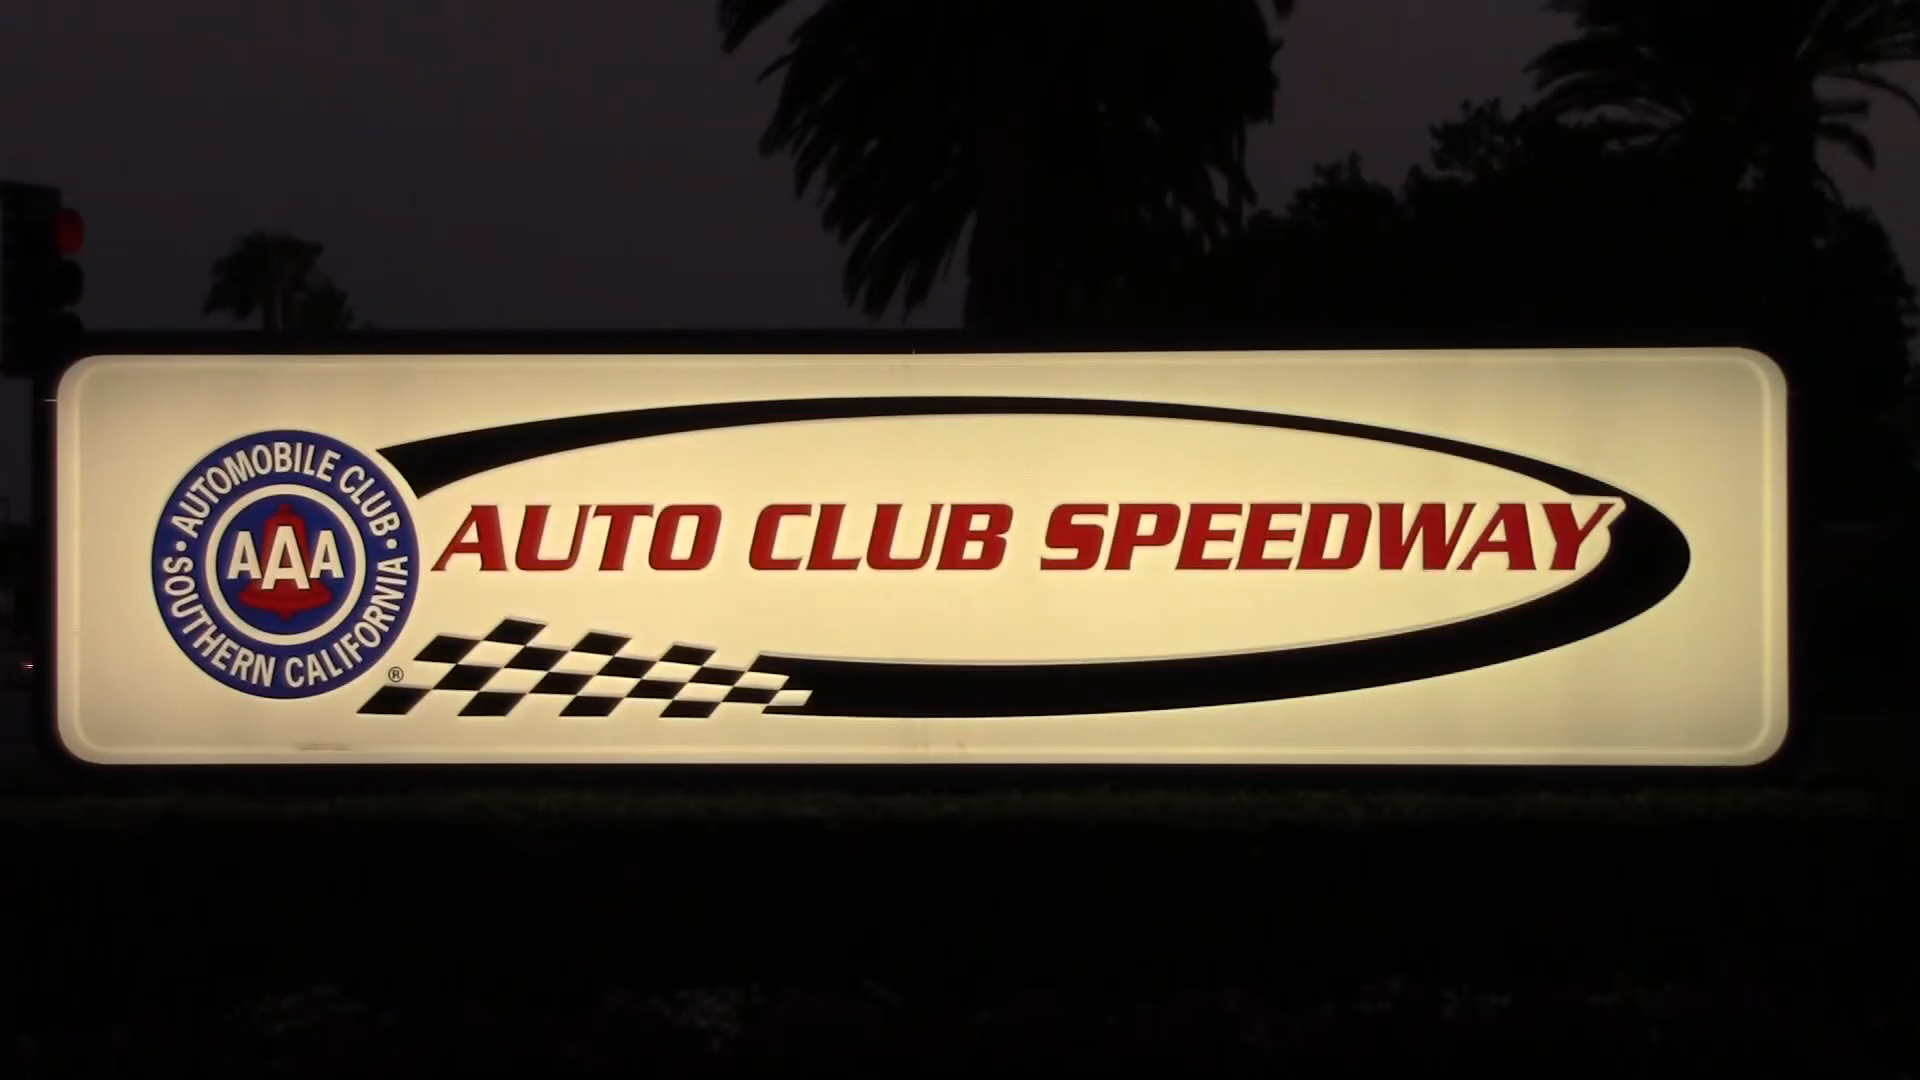 AUTOMOBILE CLUB
AAA
SOUTHERN CALIFORNIA
®
AUTO CLUB SPEEDWAY